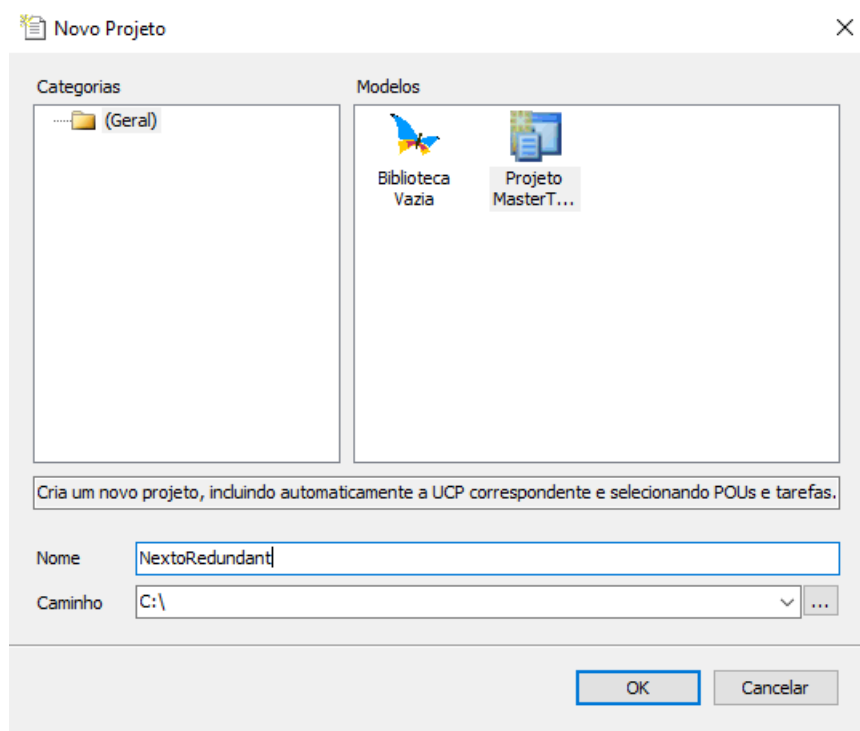 Novo Projeto
Categorias
(Geral)
Modelos
Biblioteca
Vazia
Projeto
MasterT...
Cria um novo projeto, incluindo automaticamente a UCP correspondente e selecionando POUs e tarefas.
Nome
NextoRedundant
Caminho
C:\
...
OK
Cancelar